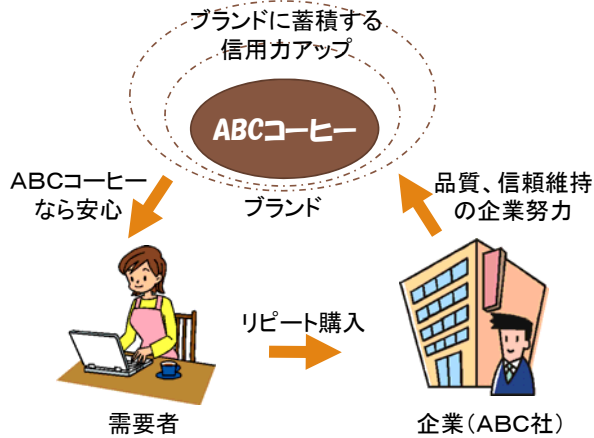 ブランドに蓄積する
信用力アップ
ABCコーヒー
ABCコーヒー
なら安心
ブランド
品質、信頼維持
の企業努力
リピート購入
需要者
企業(ABC社)